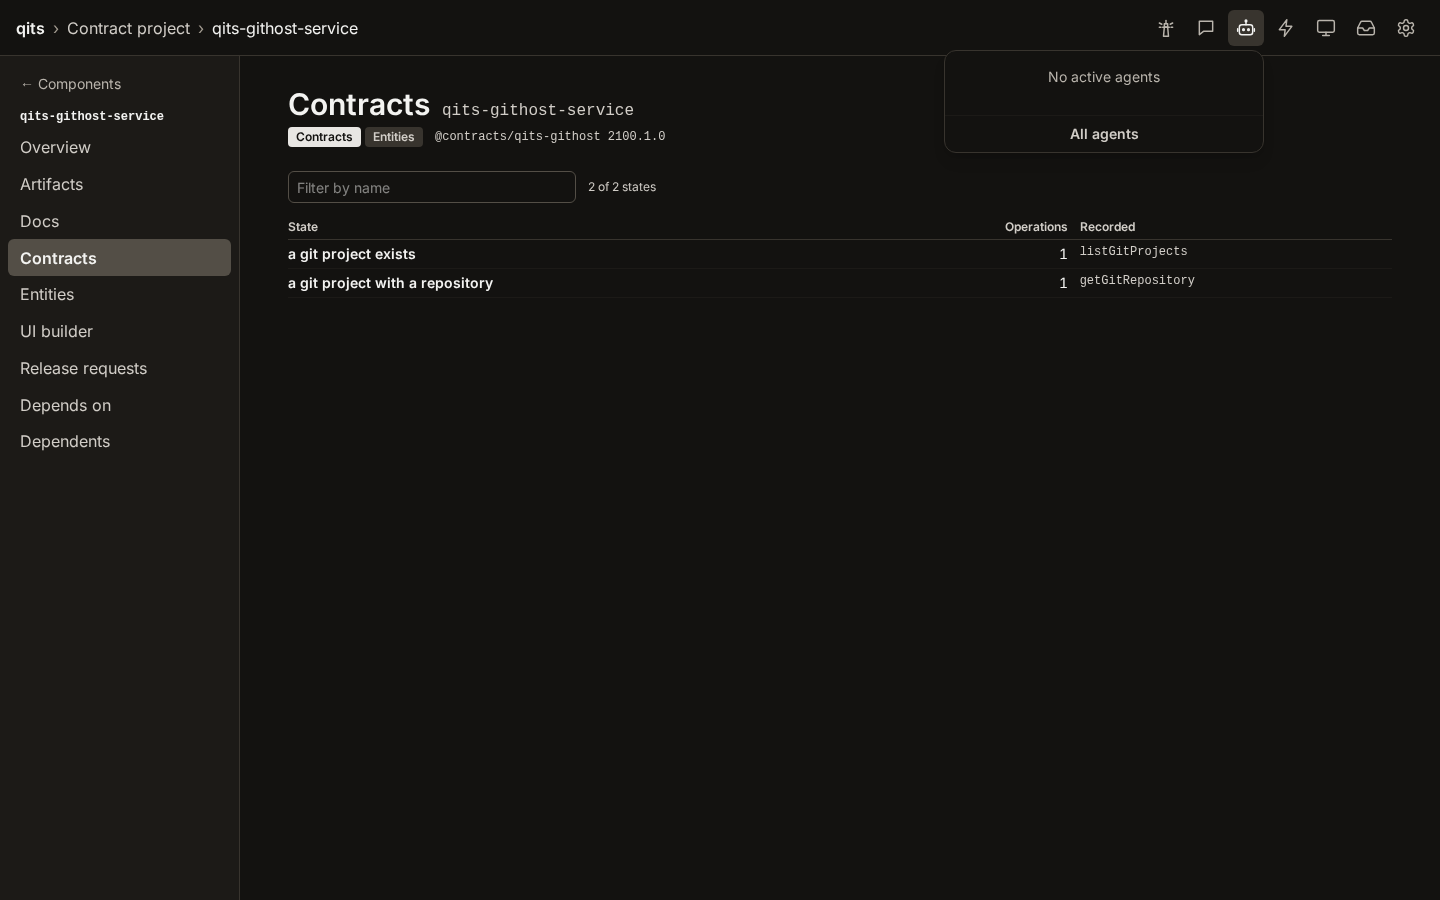 qits › Contract project › qits-githost-service
No active agents
All agents
← Components
qits-githost-service
Overview
Artifacts
Docs
Contracts
Entities
UI builder
Release requests
Depends on
Dependents
Contracts qits-githost-service
Contracts Entities @contracts/qits-githost 2100.1.0
Filter by name 2 of 2 states
State Operations Recorded
a git project exists 1 listGitProjects
a git project with a repository 1 getGitRepository